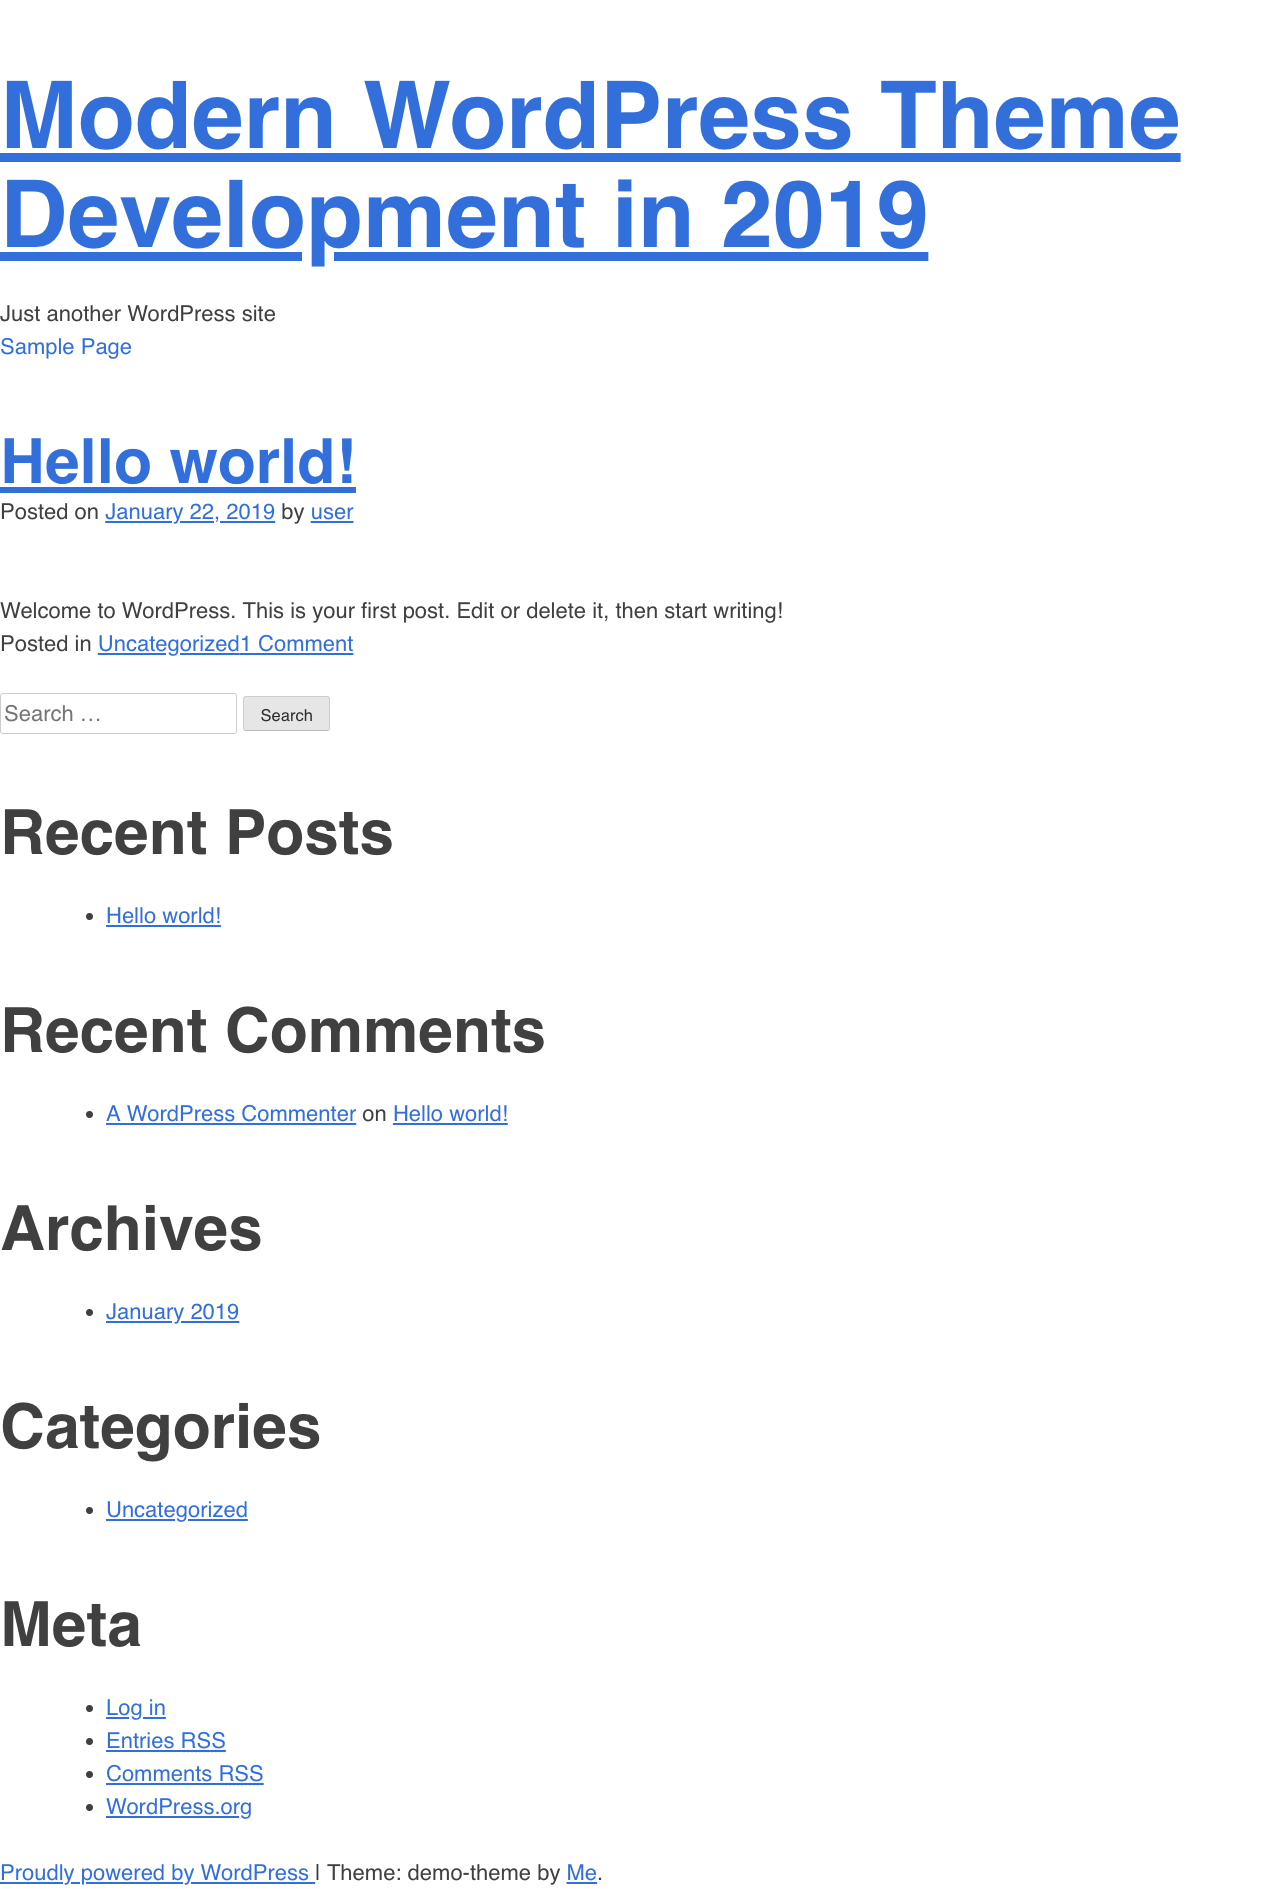 Modern WordPress Theme
Development in 2019
Just another WordPress site
Sample Page
Hello world!
Posted on January 22, 2019 by user
Welcome to WordPress. This is your first post. Edit or delete it, then start writing!
Posted in Uncategorized1 Comment
Search … Search
Recent Posts
• Hello world!
Recent Comments
• A WordPress Commenter on Hello world!
Archives
• January 2019
Categories
• Uncategorized
Meta
• Log in
• Entries RSS
• Comments RSS
• WordPress.org
Proudly powered by WordPress | Theme: demo-theme by Me.